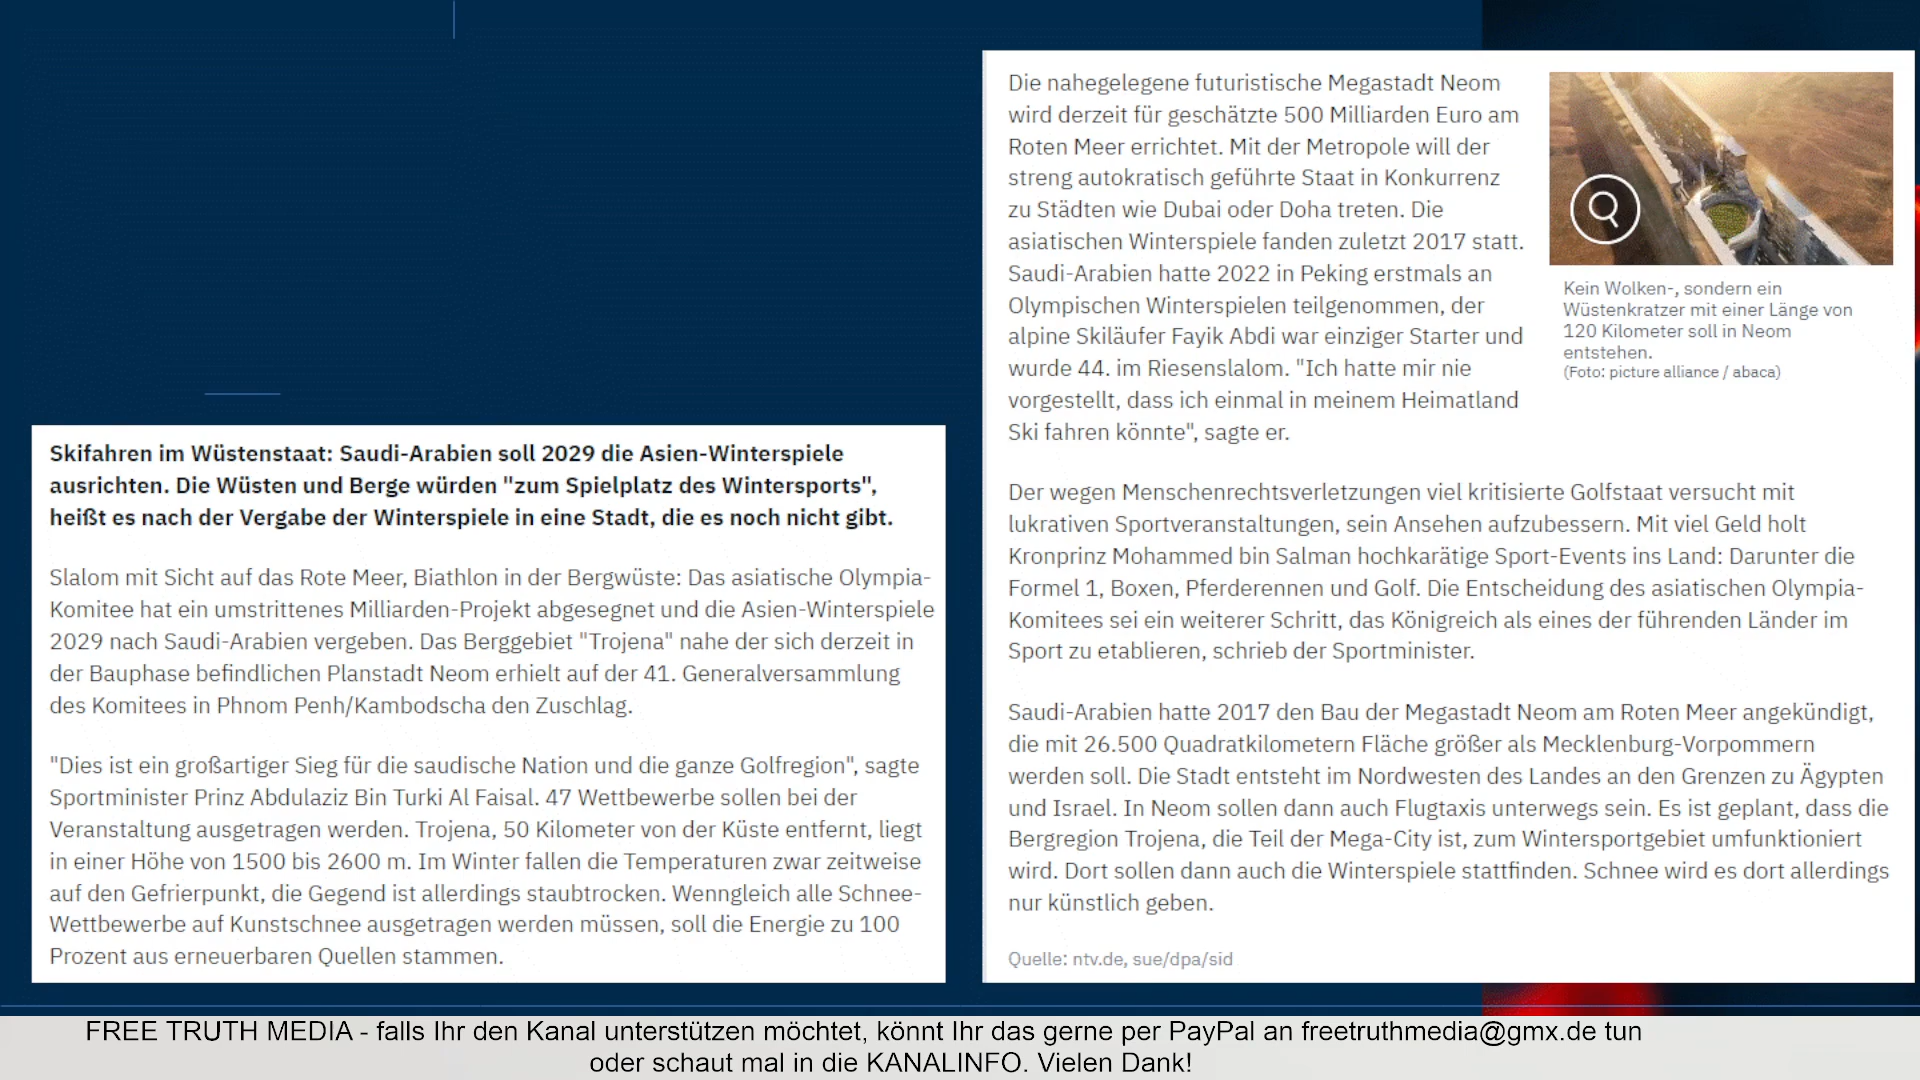 Skifahren im Wüstenstaat: Saudi-Arabien soll 2029 die Asien-Winterspiele
ausrichten. Die Wüsten und Berge würden "zum Spielplatz des Wintersports",
heißt es nach der Vergabe der Winterspiele in eine Stadt, die es noch nicht gibt.
Slalom mit Sicht auf das Rote Meer, Biathlon in der Bergwüste: Das asiatische Olympia-
Komitee hat ein umstrittenes Milliarden-Projekt abgesegnet und die Asien-Winterspiele
2029 nach Saudi-Arabien vergeben. Das Berggebiet "Trojena" nahe der sich derzeit in
der Bauphase befindlichen Planstadt Neom erhielt auf der 41. Generalversammlung
des Komitees in Phnom Penh/Kambodscha den Zuschlag.
"Dies ist ein großartiger Sieg für die saudische Nation und die ganze Golfregion", sagte
Sportminister Prinz Abdulaziz Bin Turki Al Faisal. 47 Wettbewerbe sollen bei der
Veranstaltung ausgetragen werden. Trojena, 50 Kilometer von der Küste entfernt, liegt
in einer Höhe von 1500 bis 2600 m. Im Winter fallen die Temperaturen zwar zeitweise
auf den Gefrierpunkt, die Gegend ist allerdings staubtrocken. Wenngleich alle Schnee-
Wettbewerbe auf Kunstschnee ausgetragen werden müssen, soll die Energie zu 100
Prozent aus erneuerbaren Quellen stammen.
Die nahegelegene futuristische Megastadt Neom
wird derzeit für geschätzte 500 Milliarden Euro am
Roten Meer errichtet. Mit der Metropole will der
streng autokratisch geführte Staat in Konkurrenz
zu Städten wie Dubai oder Doha treten. Die
asiatischen Winterspiele fanden zuletzt 2017 statt.
Saudi-Arabien hatte 2022 in Peking erstmals an
Olympischen Winterspielen teilgenommen, der
alpine Skiläufer Fayik Abdi war einziger Starter und
wurde 44. im Riesenslalom. "Ich hatte mir nie
vorgestellt, dass ich einmal in meinem Heimatland
Ski fahren könnte", sagte er.
Kein Wolken-, sondern ein
Wüstenkratzer mit einer Länge von
120 Kilometer soll in Neom
entstehen.
(Foto: picture alliance / abaca)
Der wegen Menschenrechtsverletzungen viel kritisierte Golfstaat versucht mit
lukrativen Sportveranstaltungen, sein Ansehen aufzubessern. Mit viel Geld holt
Kronprinz Mohammed bin Salman hochkarätige Sport-Events ins Land: Darunter die
Formel 1, Boxen, Pferderennen und Golf. Die Entscheidung des asiatischen Olympia-
Komitees sei ein weiterer Schritt, das Königreich als eines der führenden Länder im
Sport zu etablieren, schrieb der Sportminister.
Saudi-Arabien hatte 2017 den Bau der Megastadt Neom am Roten Meer angekündigt,
die mit 26.500 Quadratkilometern Fläche größer als Mecklenburg-Vorpommern
werden soll. Die Stadt entsteht im Nordwesten des Landes an den Grenzen zu Ägypten
und Israel. In Neom sollen dann auch Flugtaxis unterwegs sein. Es ist geplant, dass die
Bergregion Trojena, die Teil der Mega-City ist, zum Wintersportgebiet umfunktioniert
wird. Dort sollen dann auch die Winterspiele stattfinden. Schnee wird es dort allerdings
nur künstlich geben.
Quelle: ntv.de, sue/dpa/sid
FREE TRUTH MEDIA - falls Ihr den Kanal unterstützen möchtet, könnt Ihr das gerne per PayPal an freetruthmedia@gmx.de tun
oder schaut mal in die KANALINFO. Vielen Dank!